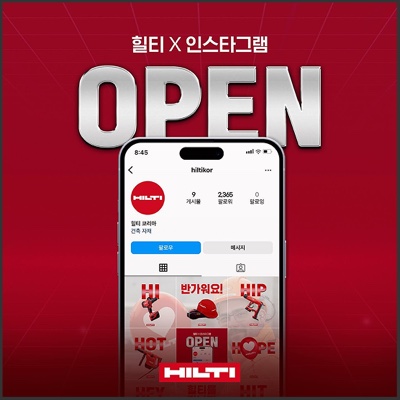 힐티 X 인스타그램
OPEN
8:45
hiltikor
HILTI
9
2,365
0
게시물
팔로워
팔로잉
힐티 코리아
건축 자재
팔로우
메시지
HI
반가워요!
HIP
HOT
OPEN
HOPE
HILTI